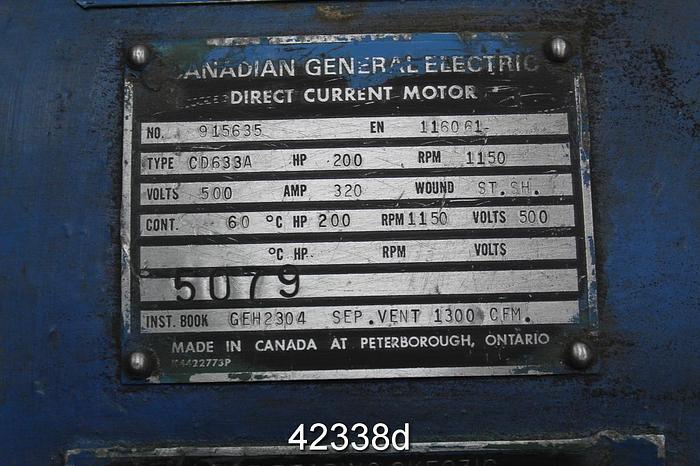 CANADIAN GENERAL ELECTRIC
DIRECT CURRENT MOTOR
NO. 915635 EN 116061-
TYPE CD633A HP 200 RPM 1150
VOLTS 500 AMP 320 WOUND ST.SH.
CONT. 60 °C HP 200 RPM 1150 VOLTS 500
°C HP RPM VOLTS
5079
INST. BOOK GEH2304 SEP.VENT 1300 CFM.
MADE IN CANADA AT PETERBOROUGH, ONTARIO
42338d